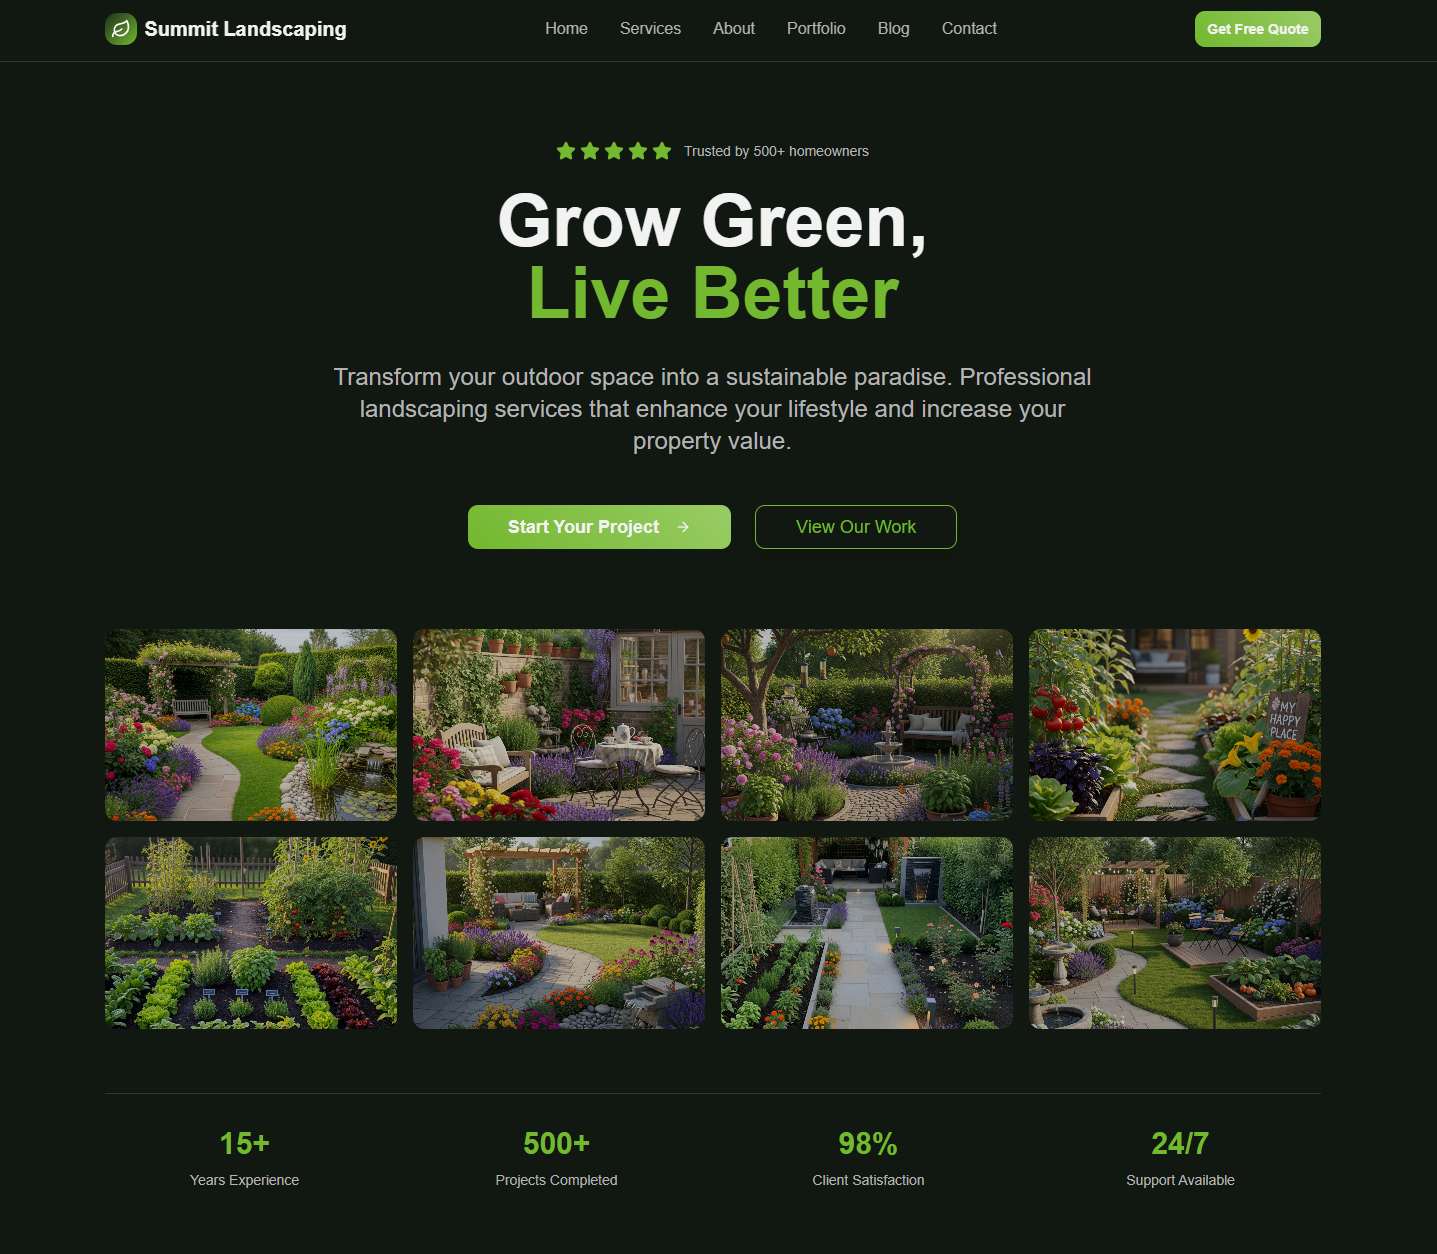 Summit Landscaping
Home
Services
About
Portfolio
Blog
Contact
Get Free Quote
Trusted by 500+ homeowners
Grow Green,
Live Better
Transform your outdoor space into a sustainable paradise. Professional
landscaping services that enhance your lifestyle and increase your
property value.
Start Your Project
View Our Work
MY
HAPPY
PLACE
15+
Years Experience
500+
Projects Completed
98%
Client Satisfaction
24/7
Support Available